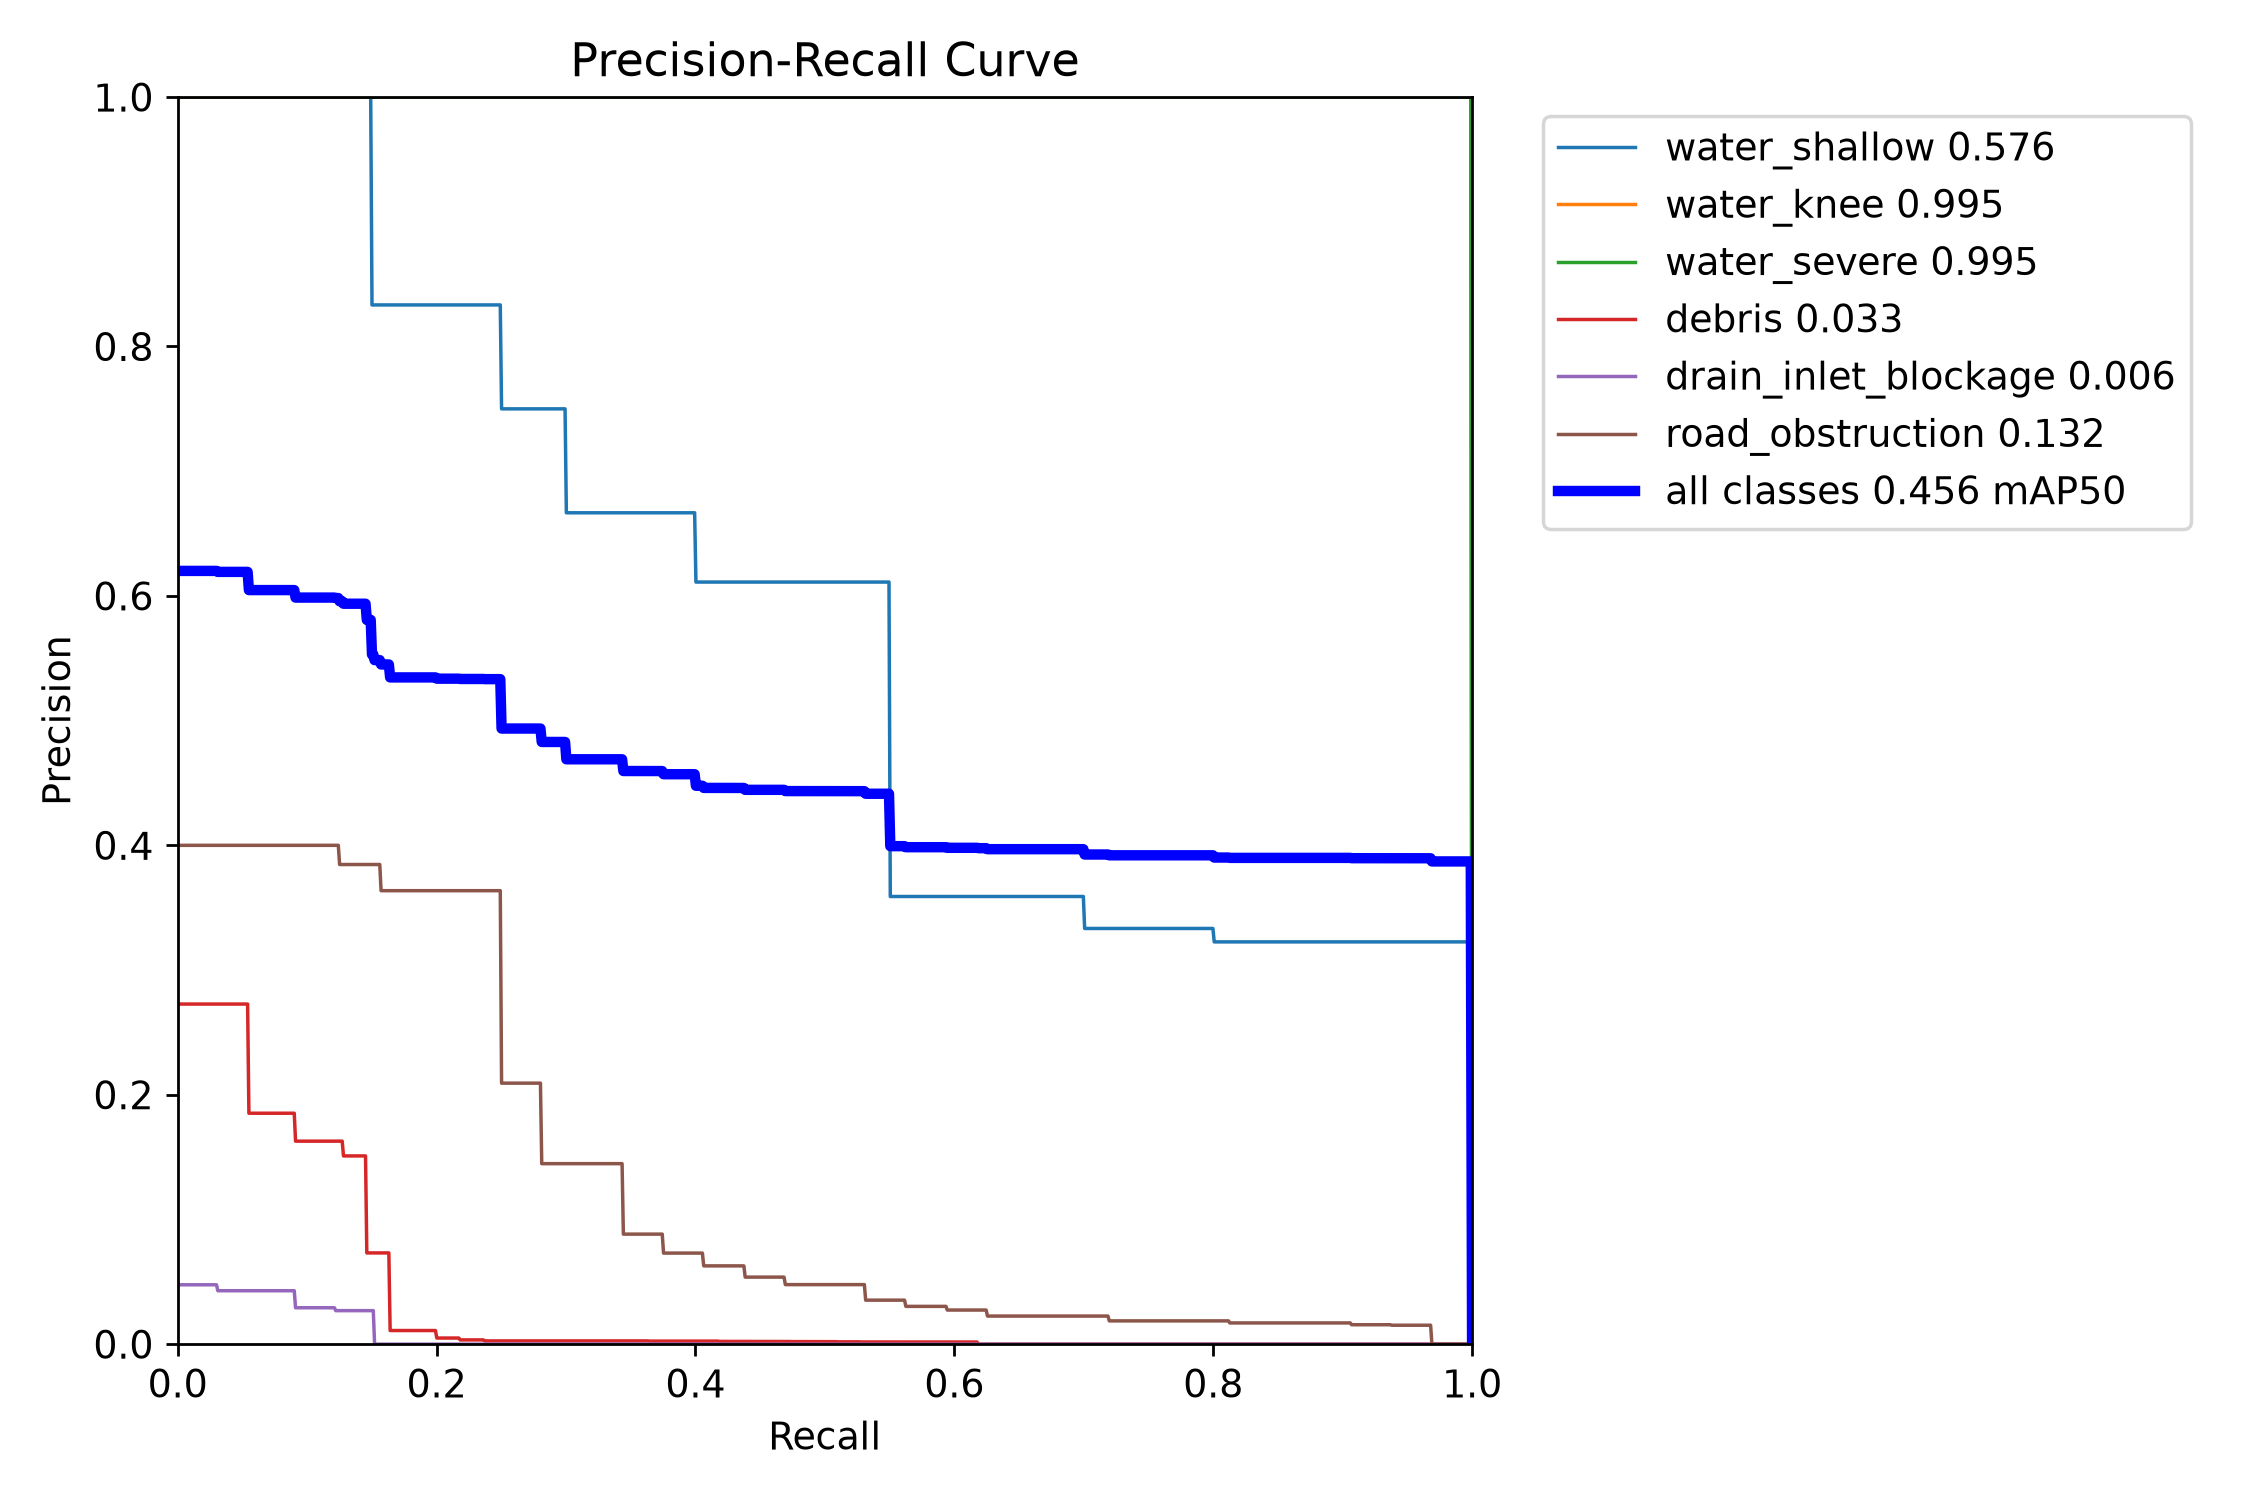 Precision-Recall Curve
1.0
0.8
0.6
0.4
0.2
0.0
Precision
0.0 0.2 0.4 0.6 0.8 1.0
Recall
water_shallow 0.576
water_knee 0.995
water_severe 0.995
debris 0.033
drain_inlet_blockage 0.006
road_obstruction 0.132
all classes 0.456 mAP50